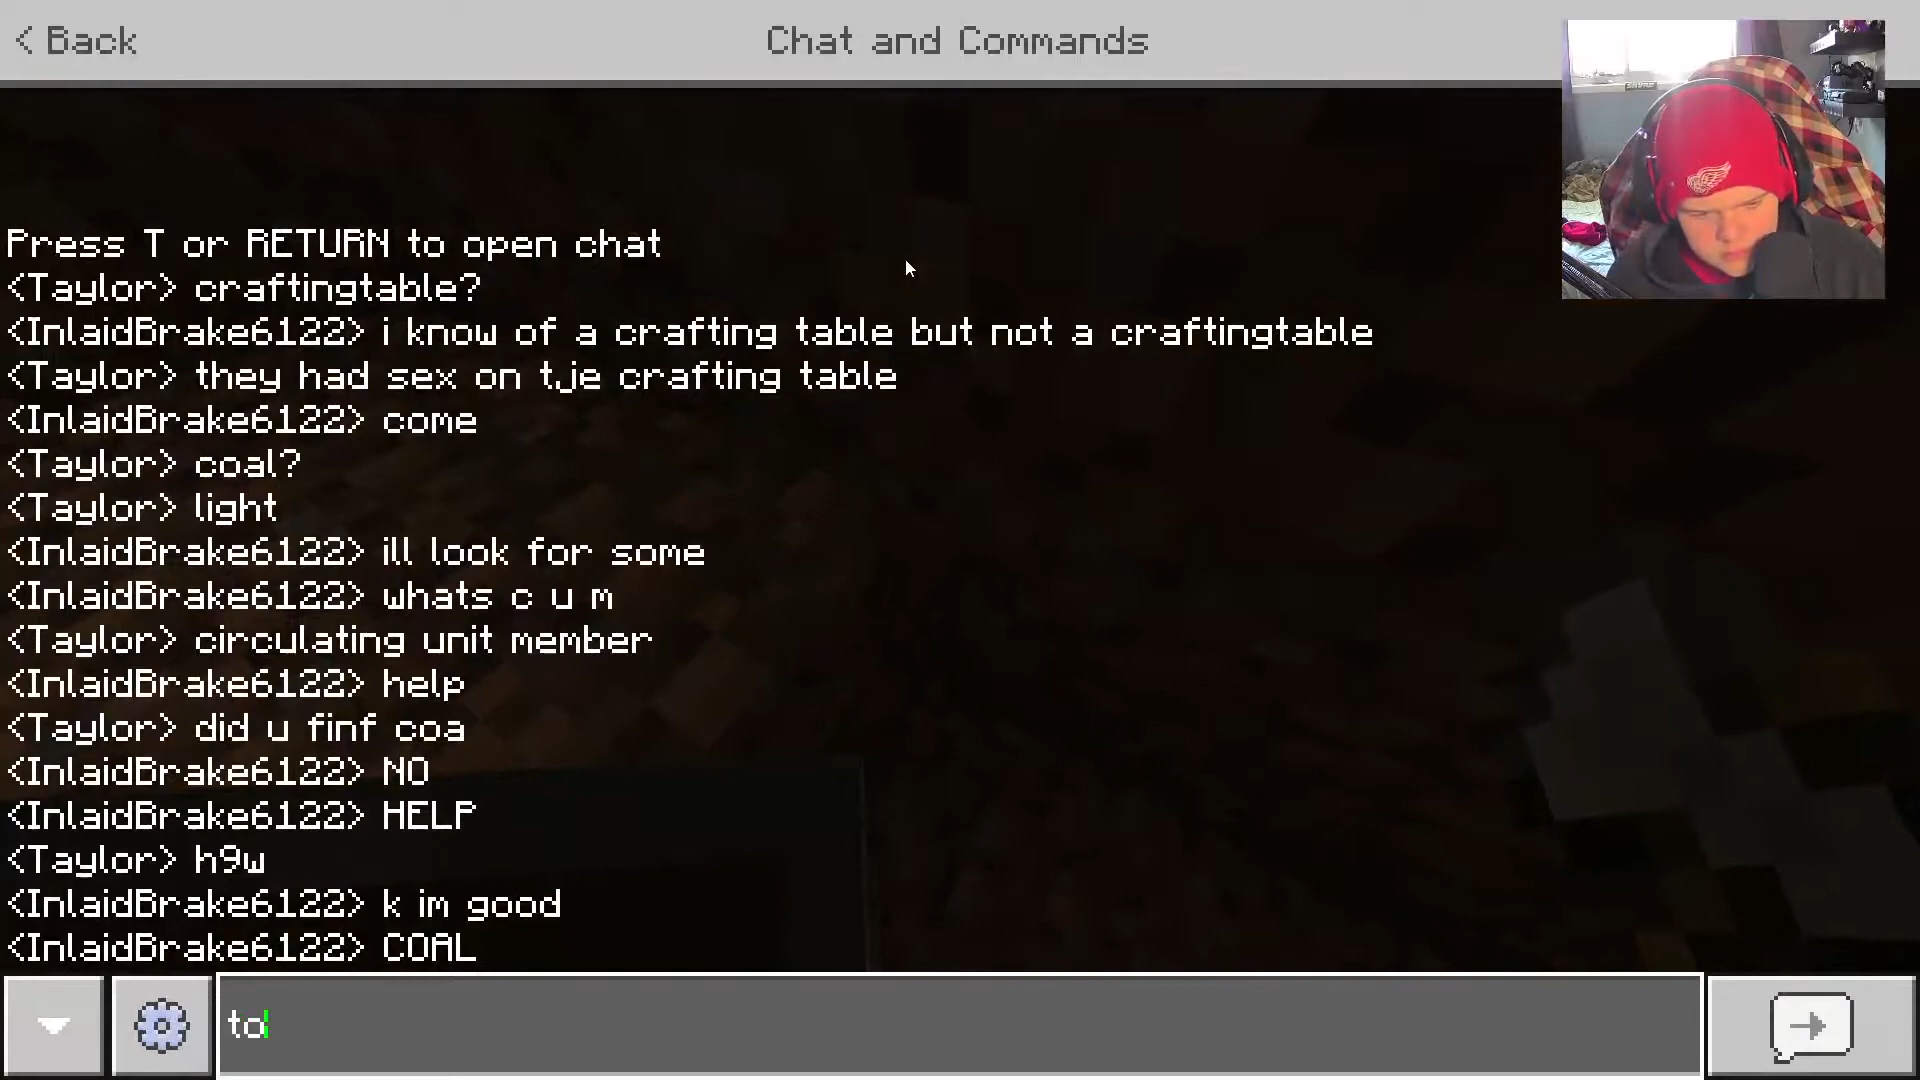 < Back
Chat and Commands
Press T or RETURN to open chat
<Taylor> craftingtable?
<InlaidBrake6122> i know of a crafting table but not a craftingtable
<Taylor> they had sex on tje crafting table
<InlaidBrake6122> come
<Taylor> coal?
<Taylor> light
<InlaidBrake6122> ill look for some
<InlaidBrake6122> whats c u m
<Taylor> circulating unit member
<InlaidBrake6122> help
<Taylor> did u finf coa
<InlaidBrake6122> NO
<InlaidBrake6122> HELP
<Taylor> h9w
<InlaidBrake6122> k im good
<InlaidBrake6122> COAL
to